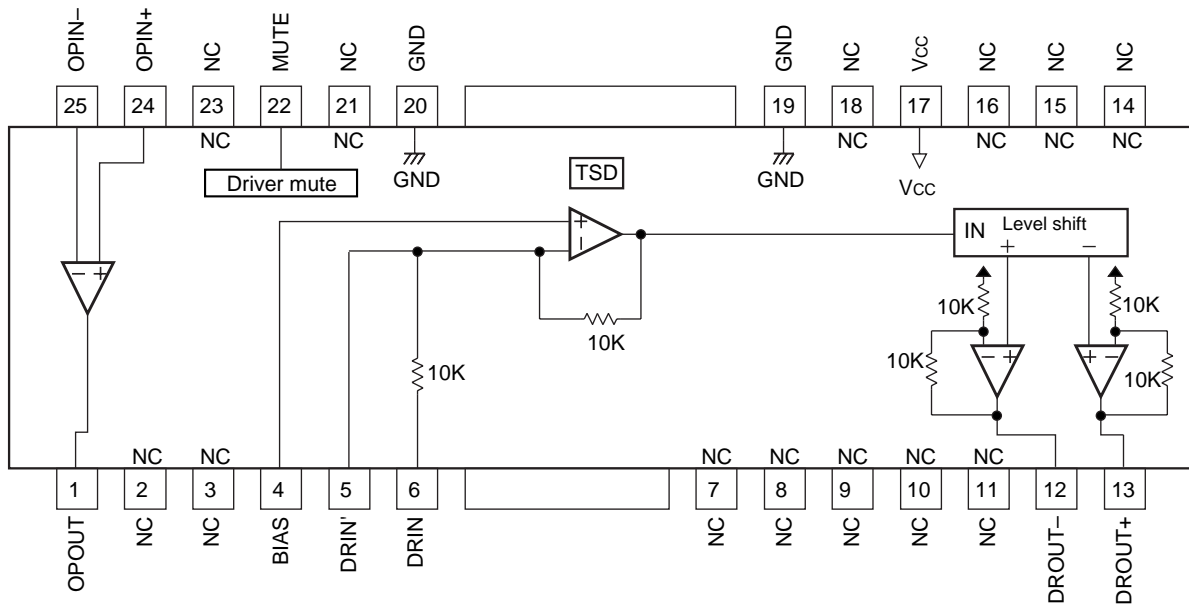 OPIN–
OPIN+
NC
MUTE
NC
GND
GND
NC
VCC
NC
NC
NC
25
24
23
22
21
20
19
18
17
16
15
14
NC
NC
NC
NC
NC
NC
Driver mute
GND
TSD
GND
VCC
+
–
IN
Level shift
+
–
– +
10K
10K
10K
10K
– +
+ –
10K
10K
NC
NC
NC
NC
NC
NC
NC
1
2
3
4
5
6
7
8
9
10
11
12
13
OPOUT
NC
NC
BIAS
DRIN'
DRIN
NC
NC
NC
NC
NC
DROUT–
DROUT+